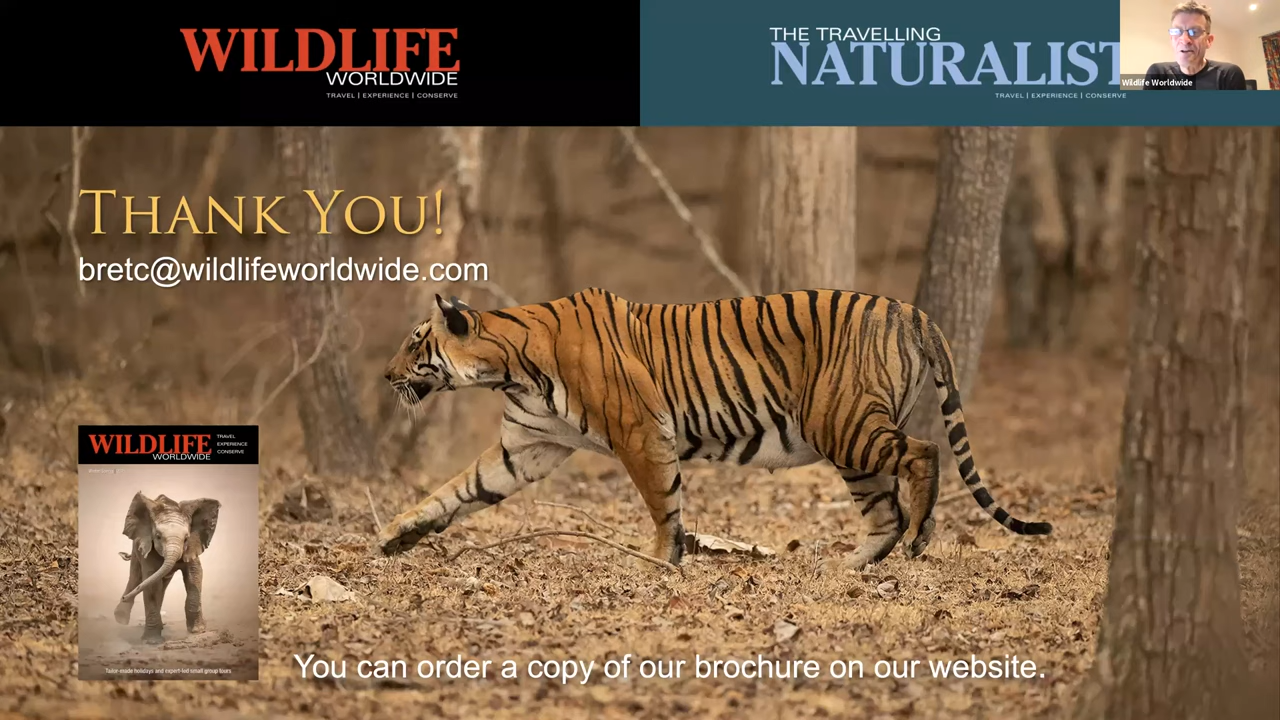 WILDLIFE
WORLDWIDE
TRAVEL | EXPERIENCE | CONSERVE
THE TRAVELLING
NATURALIST
TRAVEL | EXPERIENCE | CONSERVE
Wildlife Worldwide
THANK YOU!
bretc@wildlifeworldwide.com
WILDLIFE
WORLDWIDE
TRAVEL
EXPERIENCE
CONSERVE
Tailor-made holidays and expert-led small group tours
You can order a copy of our brochure on our website.